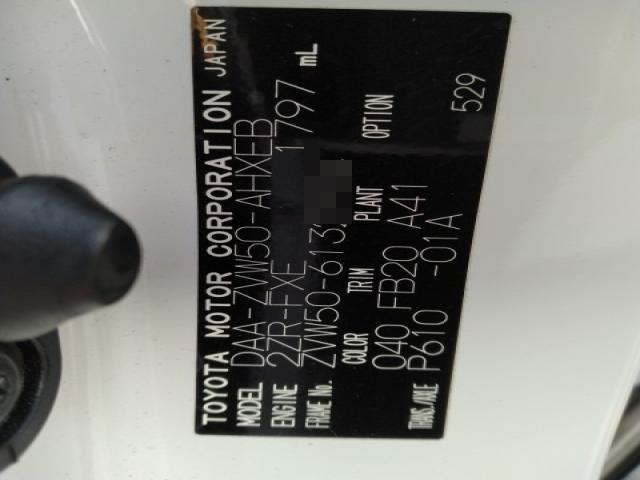 TOYOTA MOTOR CORPORATION JAPAN
MODEL DAA-ZVW50-AHXEB
ENGINE 2ZR-FXE 1797 mL
FRAME No. ZVW50-613
COLOR TRIM PLANT OPTION
040 FB20 A41
TRANS/AXLE P610 -01A
529